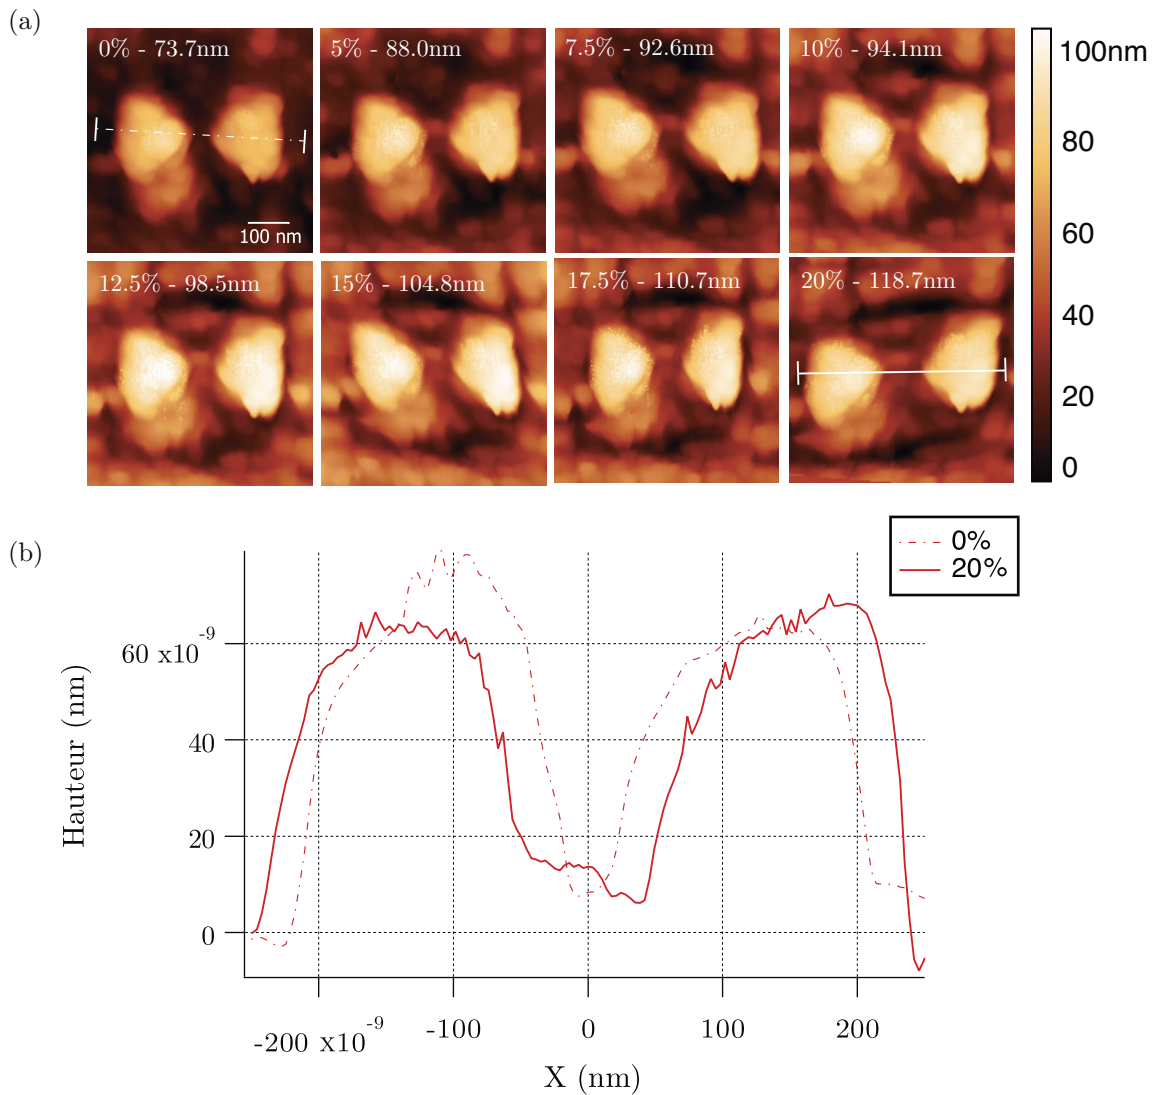 (a)
0% - 73.7nm
5% - 88.0nm
7.5% - 92.6nm
10% - 94.1nm
100 nm
12.5% - 98.5nm
15% - 104.8nm
17.5% - 110.7nm
20% - 118.7nm
100nm
80
60
40
20
0
(b)
0%
20%
60 x10-9
40
20
0
Hauteur (nm)
-200 x10-9
-100
0
100
200
X (nm)